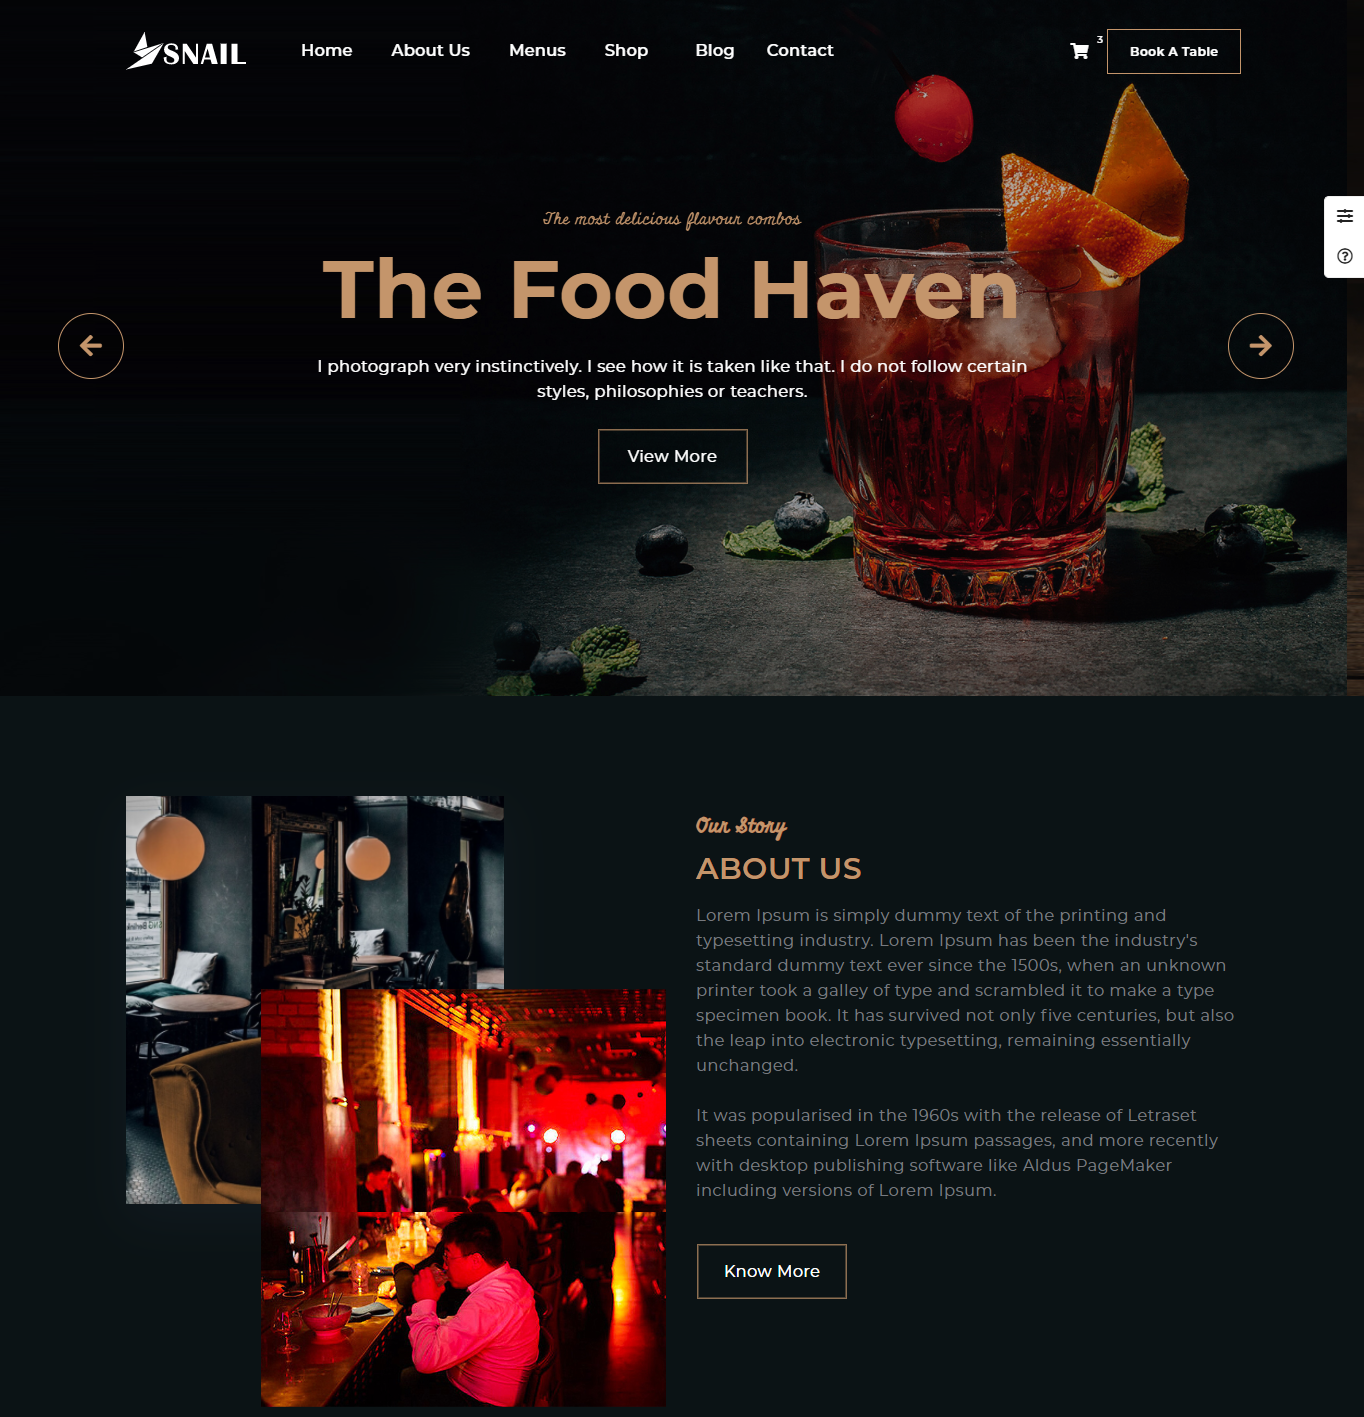 SNAIL
Home About Us Menus Shop Blog Contact
3
Book A Table
The most delicious flavour combos
The Food Haven
I photograph very instinctively. I see how it is taken like that. I do not follow certain
styles, philosophies or teachers.
View More
Our Story
ABOUT US
Lorem Ipsum is simply dummy text of the printing and
typesetting industry. Lorem Ipsum has been the industry's
standard dummy text ever since the 1500s, when an unknown
printer took a galley of type and scrambled it to make a type
specimen book. It has survived not only five centuries, but also
the leap into electronic typesetting, remaining essentially
unchanged.
It was popularised in the 1960s with the release of Letraset
sheets containing Lorem Ipsum passages, and more recently
with desktop publishing software like Aldus PageMaker
including versions of Lorem Ipsum.
Know More